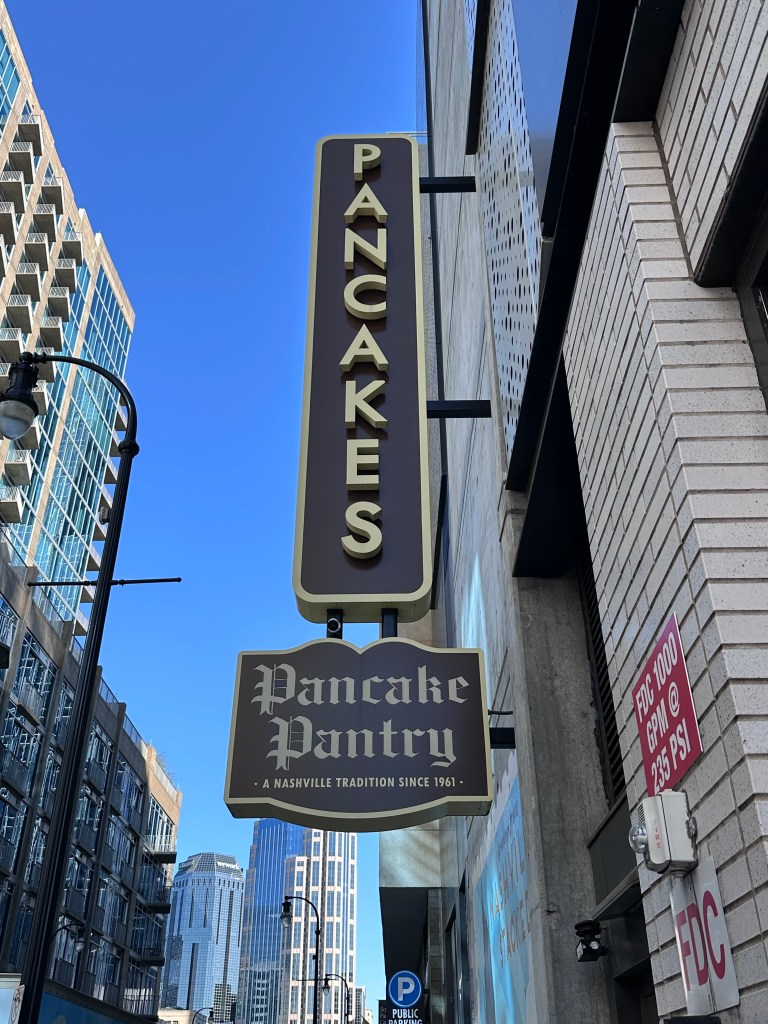 PANCAKES
Pancake
Pantry
· A NASHVILLE TRADITION SINCE 1961 ·
FDC 1000
GPM @
235 PSI
FDC
P
PUBLIC
PARKING